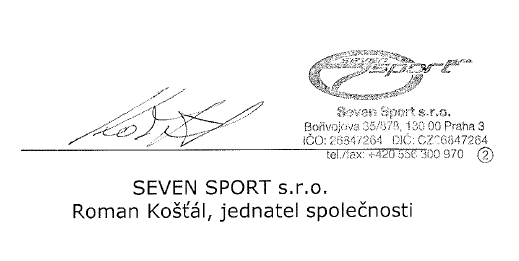 seven sport
Seven Sport s.r.o.
Bořivojova 35/878, 130 00 Praha 3
IČO: 26847264 DIČ: CZ26847264
tel./fax: +420 556 300 970 2
SEVEN SPORT s.r.o.
Roman Košťál, jednatel společnosti